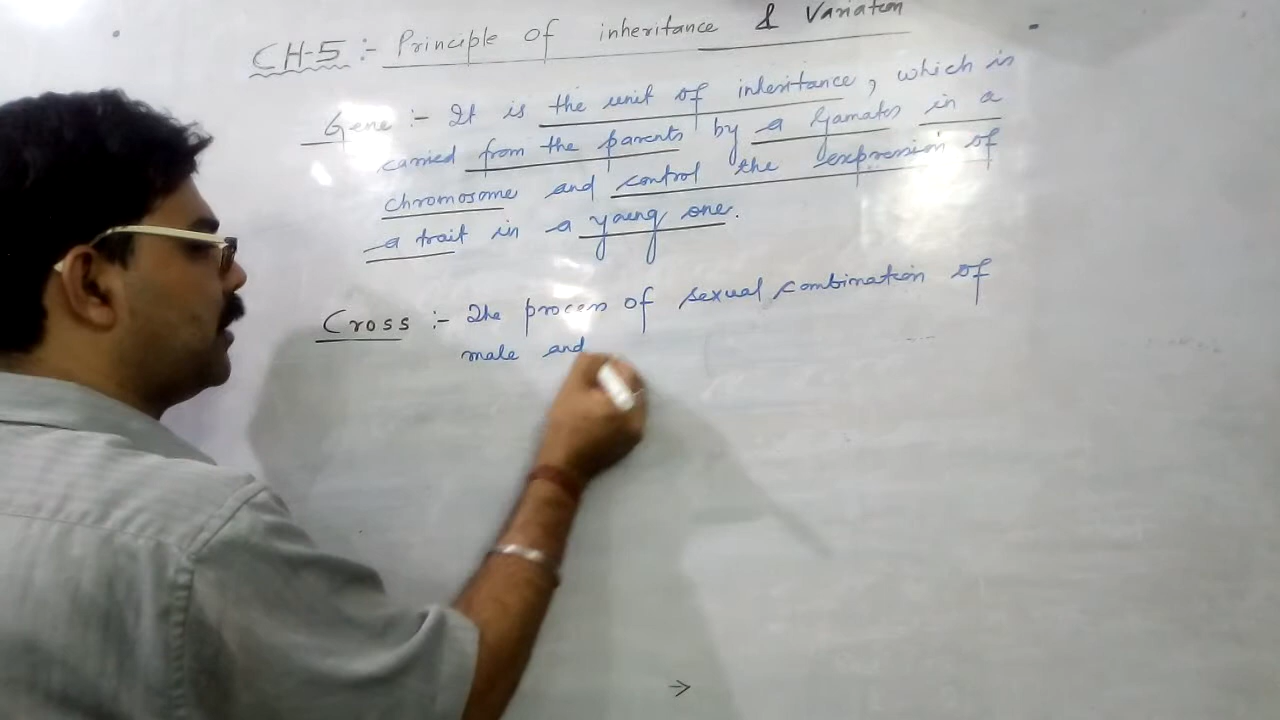 CH-5 :- Principle of inheritance & Variation
Gene :- It is the unit of inheritance, which is
carried from the parents by a Gamates in a
chromosome and control the expression of
a trait in a young one.
Cross :- The process of sexual combination of
male and
→